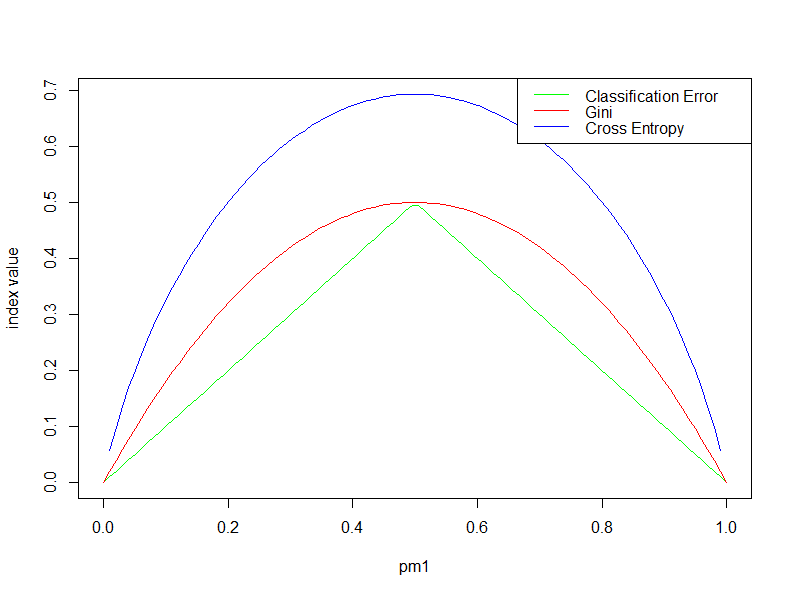 Classification Error
Gini
Cross Entropy
index value
0.7
0.6
0.5
0.4
0.3
0.2
0.1
0.0
0.0 0.2 0.4 0.6 0.8 1.0
pm1